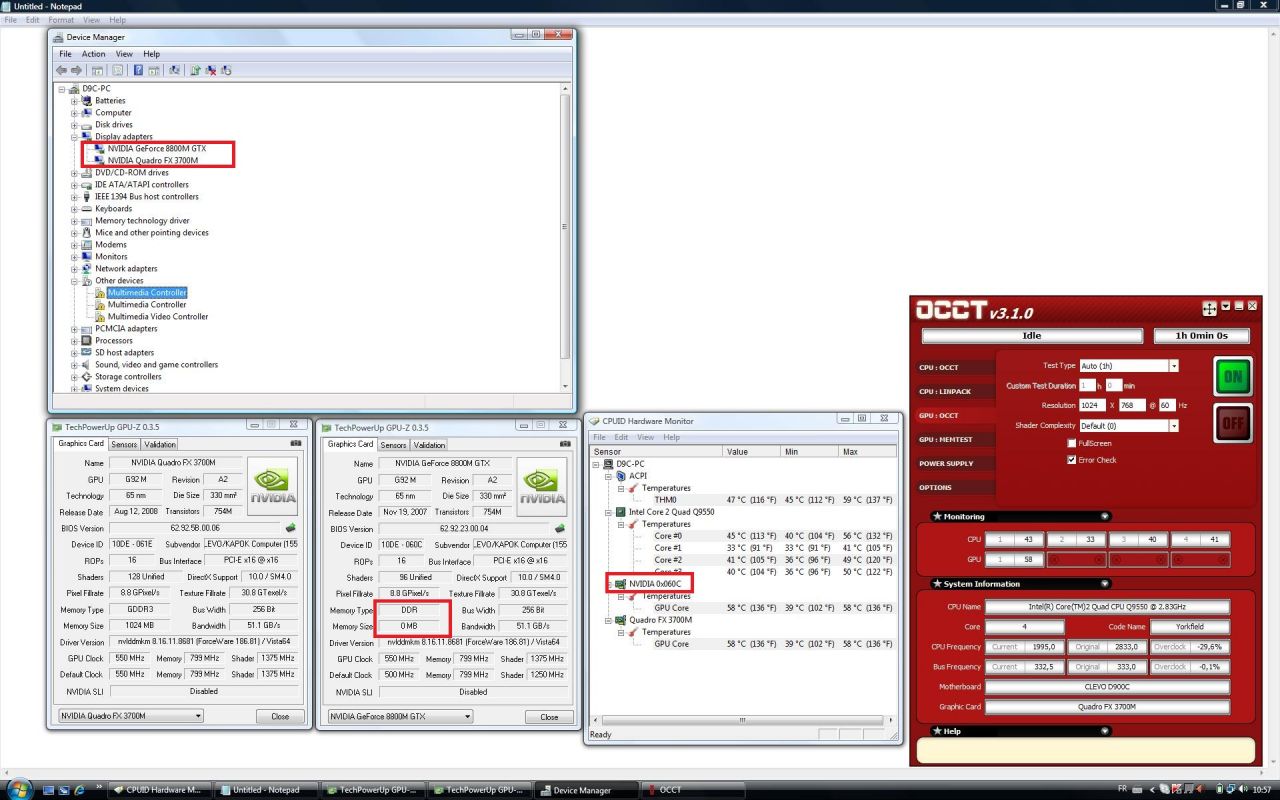 Untitled - Notepad
File Edit Format View Help
Device Manager
File Action View Help
D9C-PC
Batteries
Computer
Disk drives
Display adapters
NVIDIA GeForce 8800M GTX
NVIDIA Quadro FX 3700M
DVD/CD-ROM drives
IDE ATA/ATAPI controllers
IEEE 1394 Bus host controllers
Keyboards
Memory technology driver
Mice and other pointing devices
Modems
Monitors
Network adapters
Other devices
Multimedia Controller
Multimedia Controller
Multimedia Video Controller
PCMCIA adapters
Processors
SD host adapters
Sound, video and game controllers
Storage controllers
System devices
TechPowerUp GPU-Z 0.3.5
Graphics Card Sensors Validation
Name NVIDIA Quadro FX 3700M
GPU G92 M Revision A2
Technology 65 nm Die Size 330 mm²
Release Date Aug 12, 2008 Transistors 754M
BIOS Version 62.92.5B.00.06
Device ID 10DE - 061E Subvendor .EVO/KAPOK Computer (155
ROPs 16 Bus Interface PCI-E x16 @ x16
Shaders 128 Unified DirectX Support 10.0 / SM4.0
Pixel Fillrate 8.8 GPixel/s Texture Fillrate 30.8 GTexel/s
Memory Type GDDR3 Bus Width 256 Bit
Memory Size 1024 MB Bandwidth 51.1 GB/s
Driver Version nvlddmkm 8.16.11.8681 (ForceWare 186.81) / Vista64
GPU Clock 550 MHz Memory 799 MHz Shader 1375 MHz
Default Clock 550 MHz Memory 799 MHz Shader 1375 MHz
NVIDIA SLI Disabled
NVIDIA Quadro FX 3700M Close
TechPowerUp GPU-Z 0.3.5
Graphics Card Sensors Validation
Name NVIDIA GeForce 8800M GTX
GPU G92 M Revision A2
Technology 65 nm Die Size 330 mm²
Release Date Nov 19, 2007 Transistors 754M
BIOS Version 62.92.23.00.04
Device ID 10DE - 060C Subvendor .EVO/KAPOK Computer (155
ROPs 16 Bus Interface PCI-E x16 @ x16
Shaders 96 Unified DirectX Support 10.0 / SM4.0
Pixel Fillrate 8.8 GPixel/s Texture Fillrate 30.8 GTexel/s
Memory Type DDR Bus Width 256 Bit
Memory Size 0 MB Bandwidth 51.1 GB/s
Driver Version nvlddmkm 8.16.11.8681 (ForceWare 186.81) / Vista64
GPU Clock 550 MHz Memory 799 MHz Shader 1375 MHz
Default Clock 500 MHz Memory 799 MHz Shader 1250 MHz
NVIDIA SLI Disabled
NVIDIA GeForce 8800M GTX Close
CPUID Hardware Monitor
File Edit View Help
Sensor Value Min Max
D9C-PC
ACPI
Temperatures
THM0 47 °C (116 °F) 45 °C (112 °F) 59 °C (137 °F)
Intel Core 2 Quad Q9550
Temperatures
Core #0 45 °C (113 °F) 40 °C (104 °F) 56 °C (132 °F)
Core #1 33 °C (91 °F) 33 °C (91 °F) 41 °C (105 °F)
Core #2 41 °C (105 °F) 36 °C (96 °F) 49 °C (120 °F)
Core #3 40 °C (104 °F) 36 °C (96 °F) 50 °C (122 °F)
NVIDIA 0x060C
Temperatures
GPU Core 58 °C (136 °F) 39 °C (102 °F) 58 °C (136 °F)
Quadro FX 3700M
Temperatures
GPU Core 58 °C (136 °F) 39 °C (102 °F) 58 °C (136 °F)
Ready
OCCT v3.1.0
Idle 1h 0min 0s
CPU : OCCT
CPU : LINPACK
GPU : OCCT
GPU : MEMTEST
POWER SUPPLY
OPTIONS
Test Type Auto (1h)
Custom Test Duration 1 h 0 min
Resolution 1024 X 768 @ 60 Hz
Shader Complexity Default (0)
FullScreen
Error Check
ON
OFF
Monitoring
CPU 1 43 2 33 3 40 4 41
GPU 1 58
System Information
CPU Name Intel(R) Core(TM)2 Quad CPU Q9550 @ 2.83GHz
Core 4 Code Name Yorkfield
CPU Frequency Current 1995,0 Original 2833,0 Overclock -29,6%
Bus Frequency Current 332,5 Original 333,0 Overclock -0,1%
Motherboard CLEVO D900C
Graphic Card Quadro FX 3700M
Help
CPUID Hardware M... Untitled - Notepad TechPowerUp GPU-... TechPowerUp GPU-... Device Manager OCCT FR 10:57